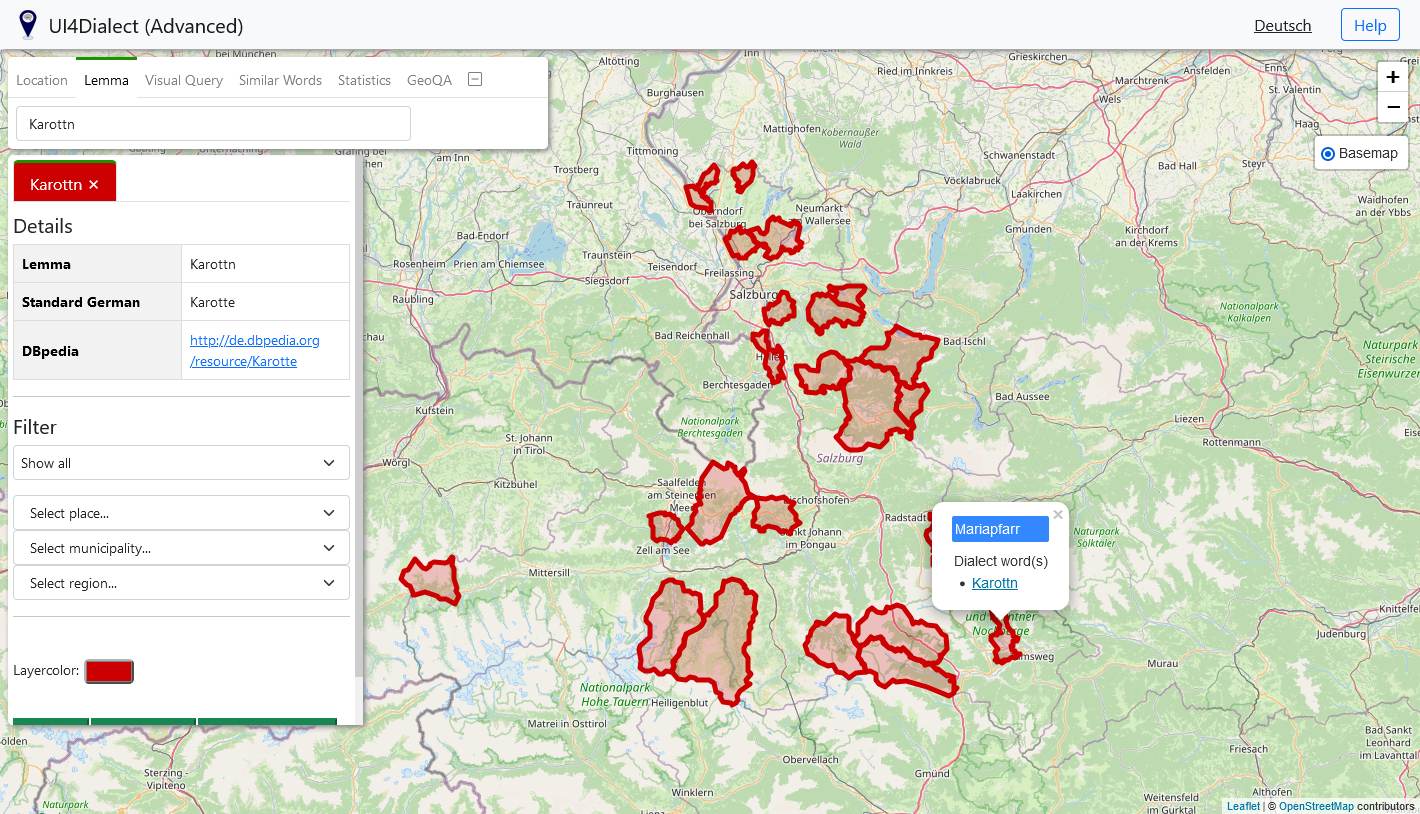 UI4Dialect (Advanced)
Deutsch
Help
Location
Lemma
Visual Query
Similar Words
Statistics
GeoQA
Karottn
Karottn ×
Details
Lemma
Karottn
Standard German
Karotte
DBpedia
http://de.dbpedia.org
/resource/Karotte
Filter
Show all
Select place...
Select municipality...
Select region...
Layercolor:
+
−
Basemap
Mariapfarr
×
Dialect word(s)
Karottn
Altötting
Burghausen
Ried im Innkreis
Grieskirchen
Marchtrenk
Ansfelden
Enns
St. Valentin
Haag
Wels
Mattighofen
Kobernaußer
Wald
Tittmoning
Trostberg
Traunreut
Schwanenstadt
Vöcklabruck
Laakirchen
Bad Hall
Steyr
Waidhofen
an der Ybbs
Oberndorf
bei Salzburg
Neumarkt
am Wallersee
Gmunden
Kirchdorf
an der Krems
Bad Endorf
Rosenheim
Prien am Chiemsee
Traunstein
Siegsdorf
Teisendorf
Freilassing
Raubling
Salzburg
Bad Reichenhall
Hallein
Bad Ischl
Nationalpark
Kalkalpen
Nationalpark
Steirische
Eisenwurzen
Berchtesgaden
Nationalpark
Berchtesgaden
Bad Aussee
Liezen
Rottenmann
Kufstein
St. Johann
in Tirol
Wörgl
Kitzbühel
Salzburg
Saalfelden
am Steinernen
Meer
Bischofshofen
Sankt Johann
im Pongau
Zell am See
Mittersill
Radstadt
Naturpark
Sölktäler
Knittelfeld
Judenburg
Murau
Nationalpark
Hohe Tauern
Heiligenblut
Matrei in Osttirol
Obervellach
Gmünd
Winklern
Lienz
Friesach
Bad Sankt
Leonhard
im Lavanttal
Weitensfeld
im Gurktal
Sölden
Sterzing -
Vipiteno
Naturpark
Leaflet | © OpenStreetMap contributors